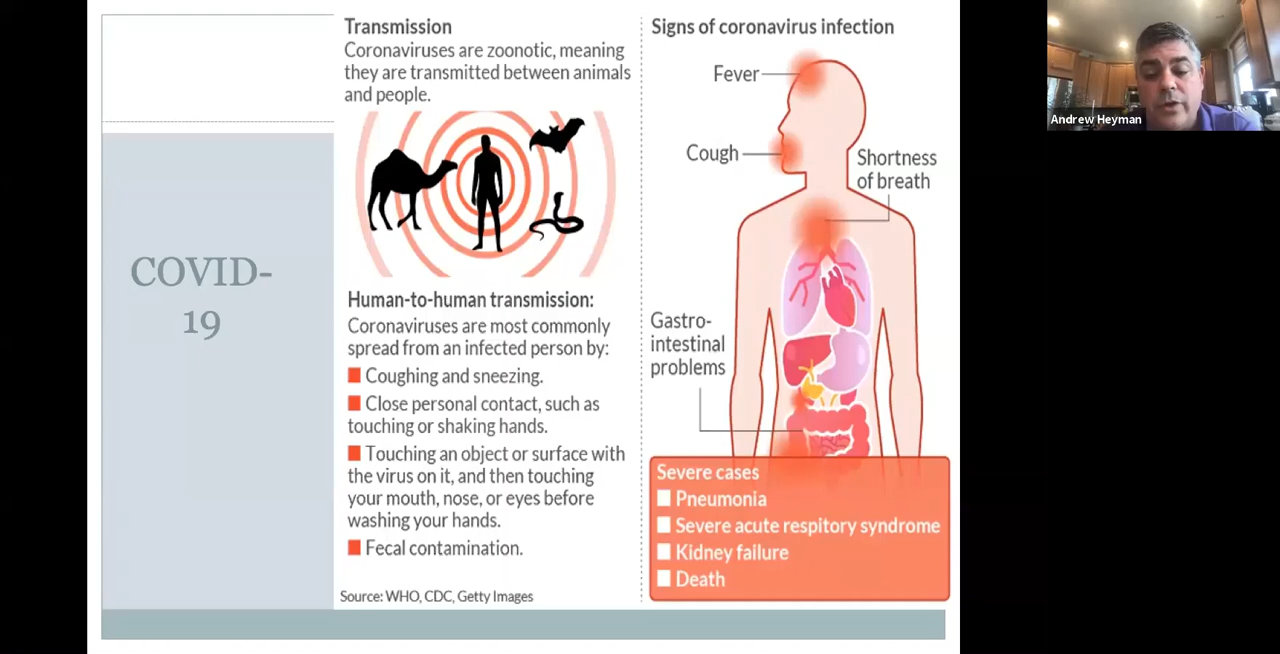 COVID-
19
Transmission
Coronaviruses are zoonotic, meaning
they are transmitted between animals
and people.
Human-to-human transmission:
Coronaviruses are most commonly
spread from an infected person by:
Coughing and sneezing.
Close personal contact, such as
touching or shaking hands.
Touching an object or surface with
the virus on it, and then touching
your mouth, nose, or eyes before
washing your hands.
Fecal contamination.
Source: WHO, CDC, Getty Images
Signs of coronavirus infection
Fever
Cough
Shortness
of breath
Gastro-
intestinal
problems
Severe cases
Pneumonia
Severe acute respitory syndrome
Kidney failure
Death
Andrew Heyman